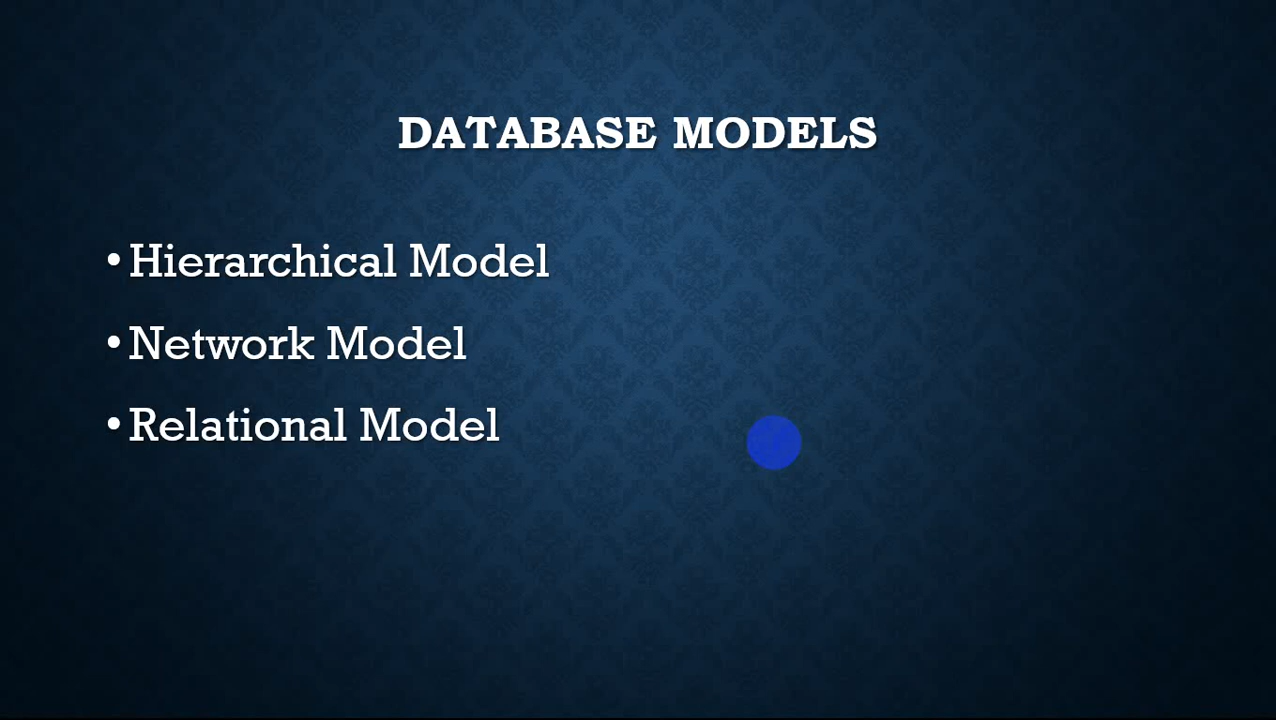 DATABASE MODELS
• Hierarchical Model
• Network Model
• Relational Model